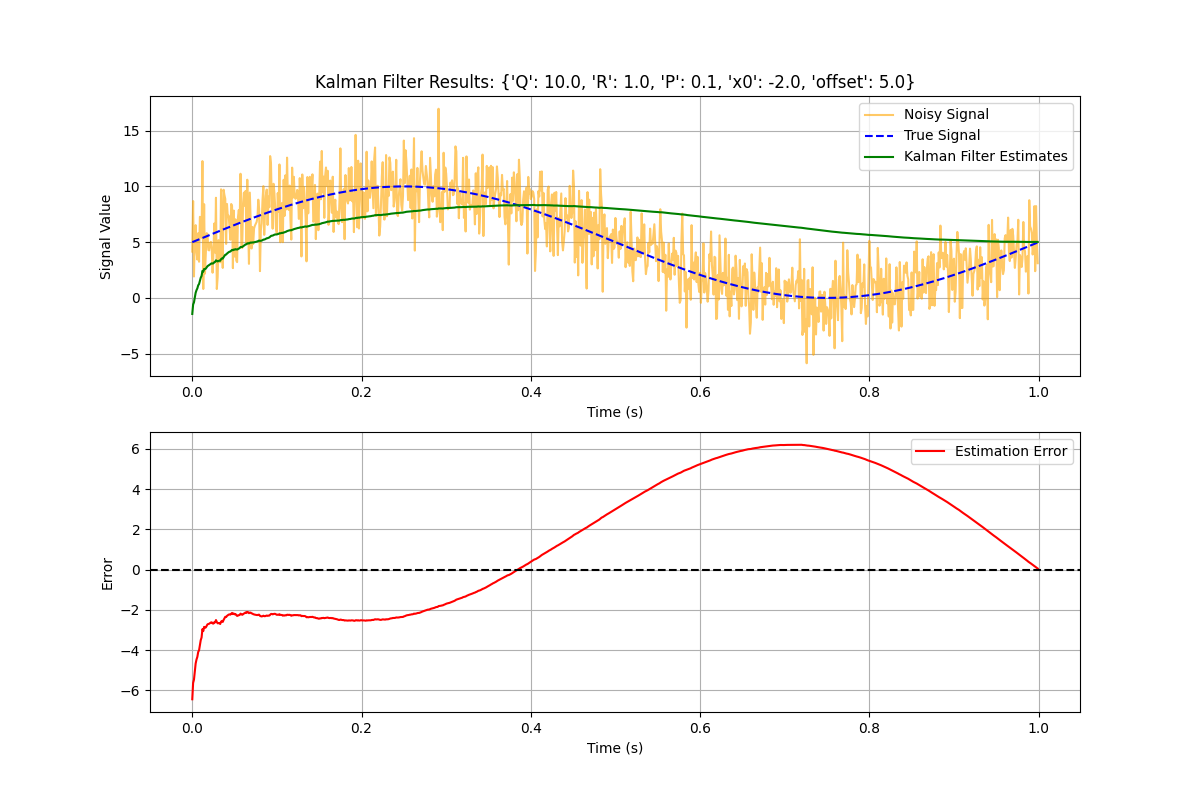 Kalman Filter Results: {'Q': 10.0, 'R': 1.0, 'P': 0.1, 'x0': -2.0, 'offset': 5.0}
Noisy Signal
True Signal
Kalman Filter Estimates
Signal Value
15
10
5
0
−5
0.0 0.2 0.4 0.6 0.8 1.0
Time (s)
Estimation Error
Error
6
4
2
0
−2
−4
−6
0.0 0.2 0.4 0.6 0.8 1.0
Time (s)